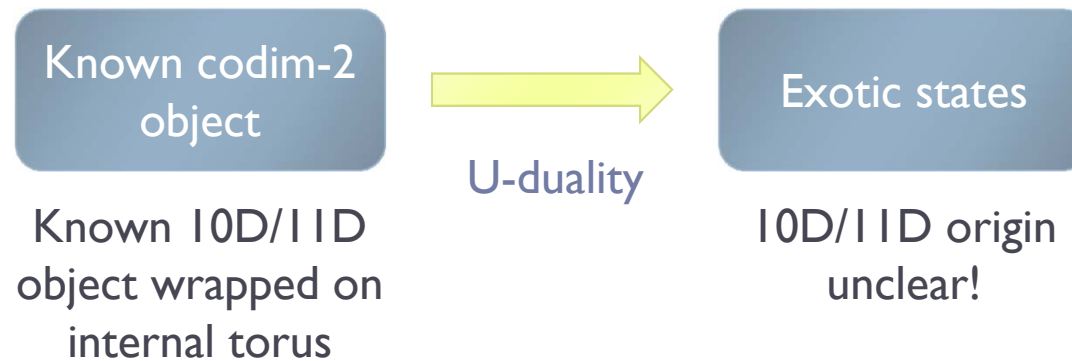 Known codim-2
object
Exotic states
U-duality
Known 10D/11D
object wrapped on
internal torus
10D/11D origin
unclear!